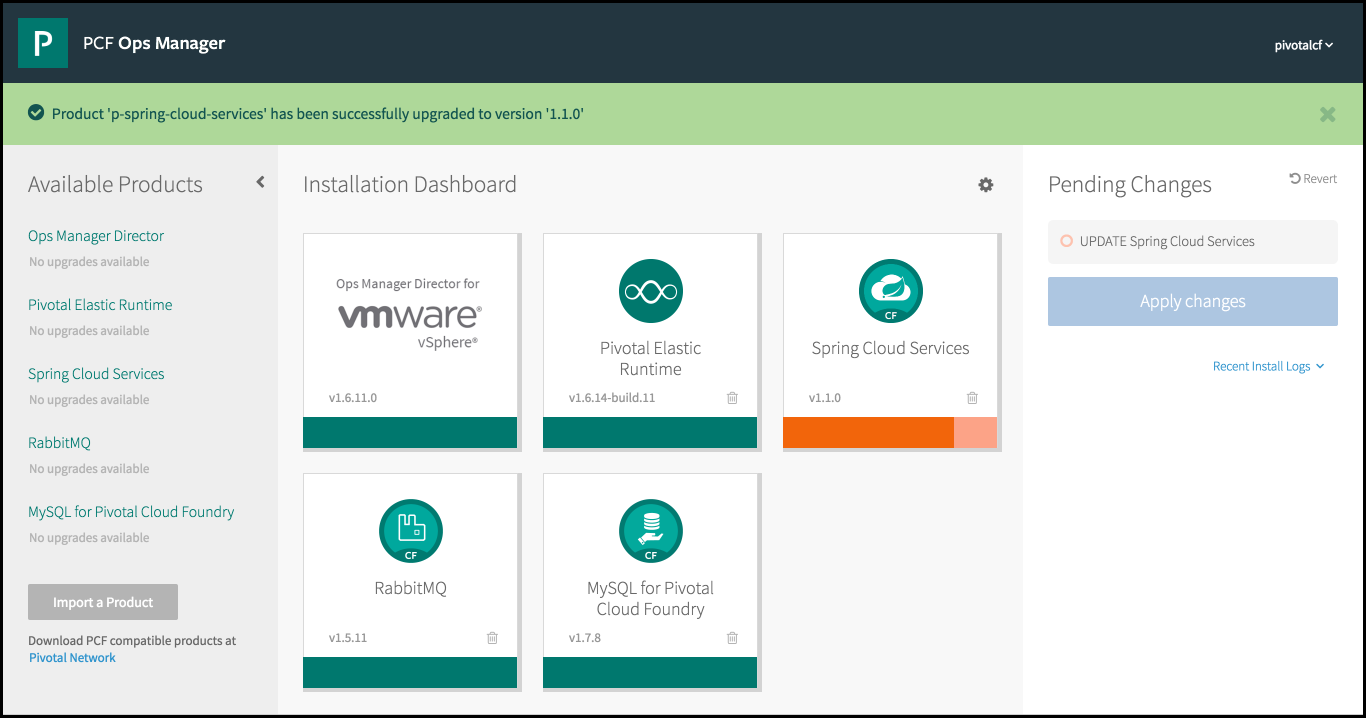 P
PCF Ops Manager
pivotalcf
Product 'p-spring-cloud-services' has been successfully upgraded to version '1.1.0'
Available Products
Ops Manager Director
No upgrades available
Pivotal Elastic Runtime
No upgrades available
Spring Cloud Services
No upgrades available
RabbitMQ
No upgrades available
MySQL for Pivotal Cloud Foundry
No upgrades available
Import a Product
Download PCF compatible products at
Pivotal Network
Installation Dashboard
Ops Manager Director for
vmware®
vSphere®
v1.6.11.0
Pivotal Elastic
Runtime
v1.6.14-build.11
CF
Spring Cloud Services
v1.1.0
CF
RabbitMQ
v1.5.11
CF
MySQL for Pivotal
Cloud Foundry
v1.7.8
Pending Changes
Revert
UPDATE Spring Cloud Services
Apply changes
Recent Install Logs